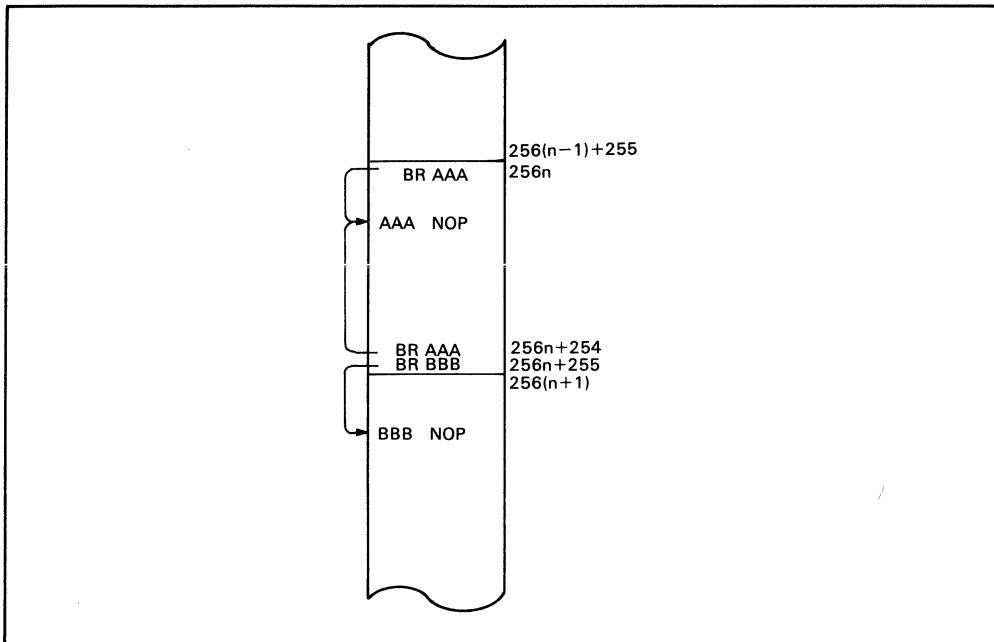 256(n−1)+255
BR AAA 256n
AAA NOP
BR AAA 256n+254
BR BBB 256n+255
256(n+1)
BBB NOP